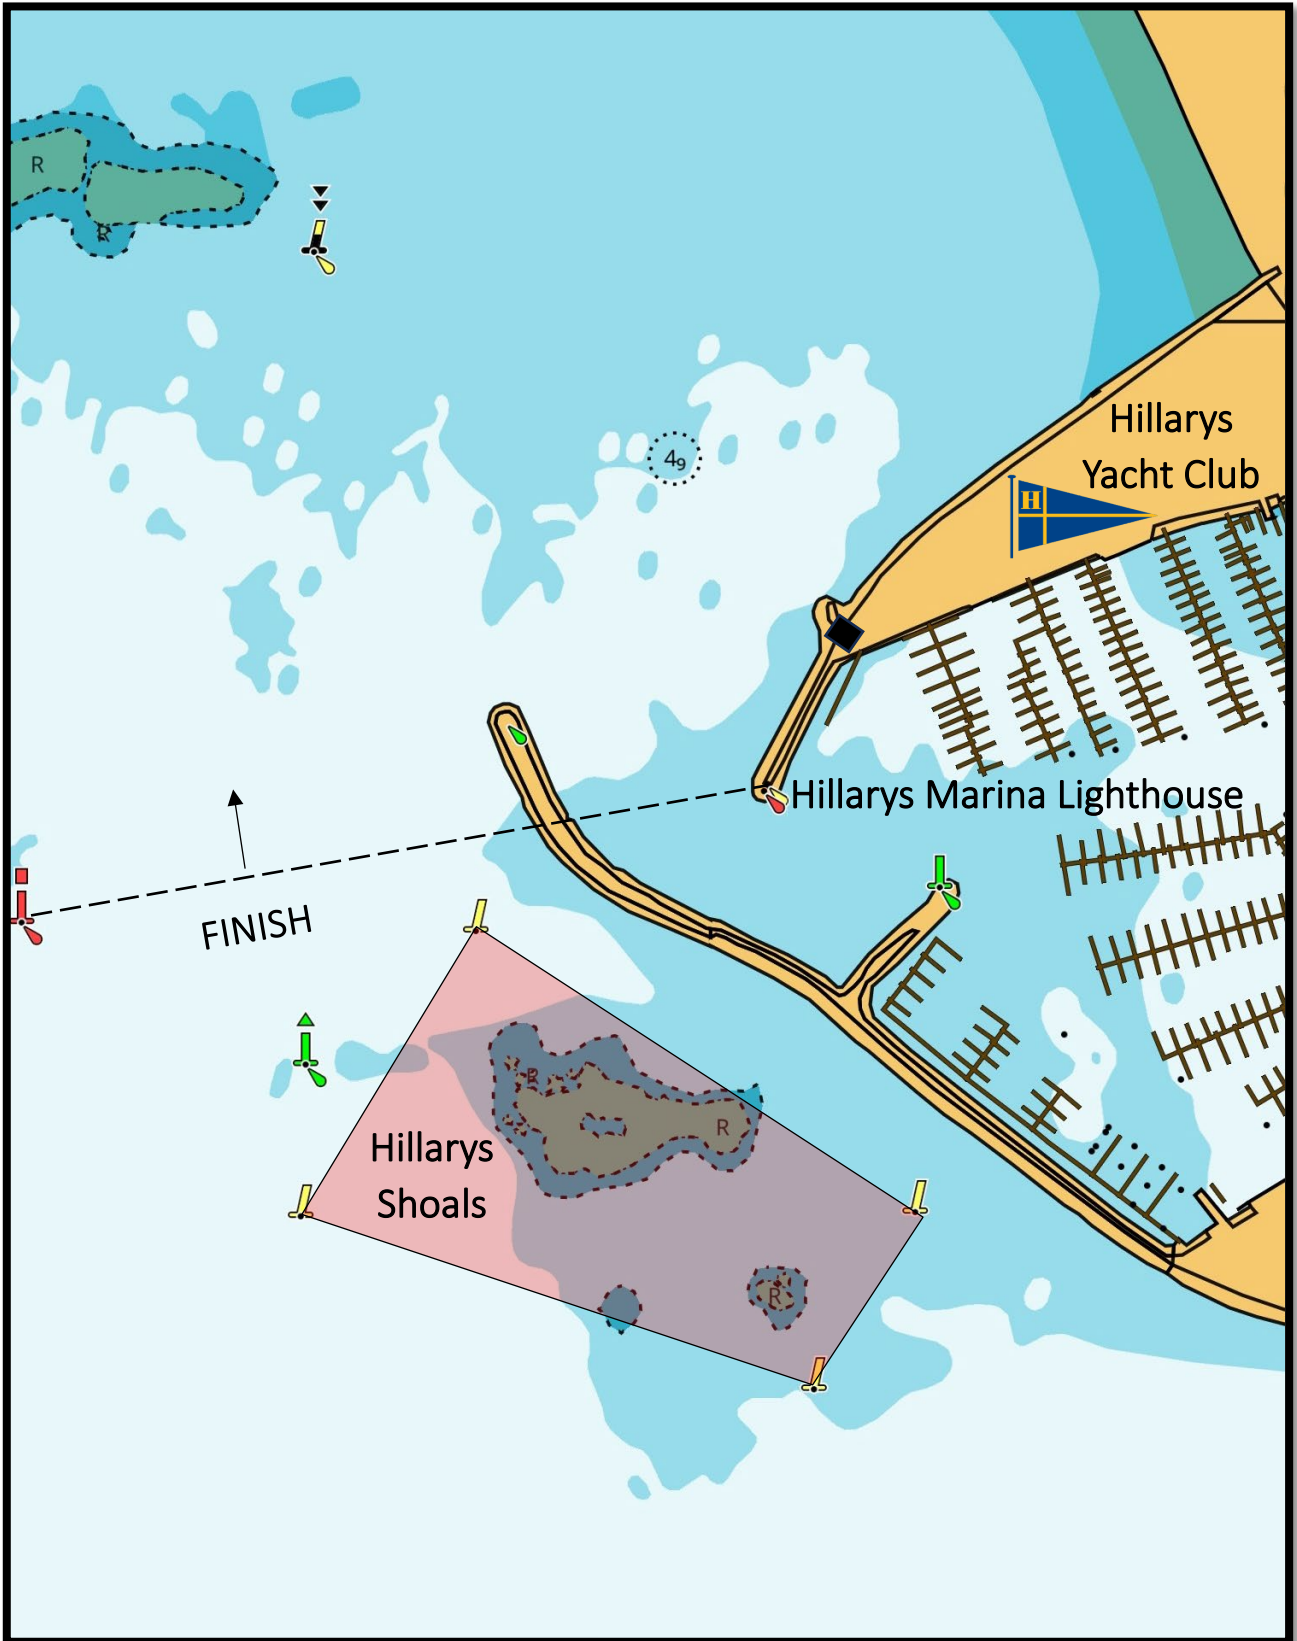 R
R
4₉
Hillarys
Yacht Club
H
Hillarys Marina Lighthouse
FINISH
R
R
Hillarys
Shoals
R